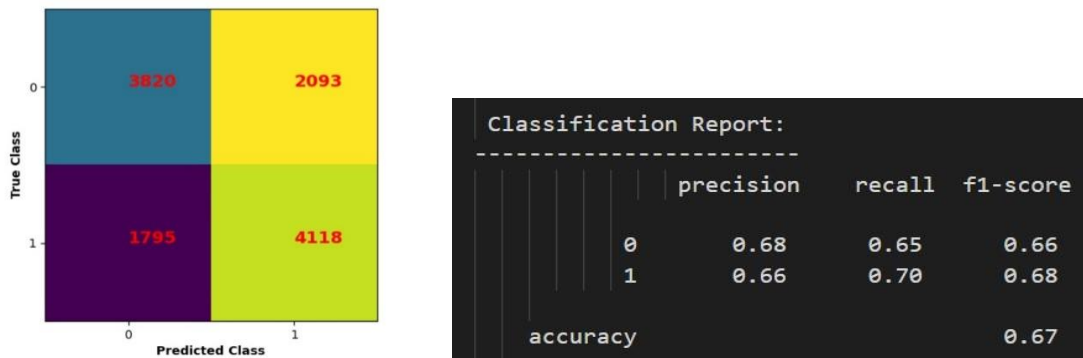 True Class
0
3820 2093
1
1795 4118
0 1
Predicted Class
Classification Report:
------------------------
precision recall f1-score
0 0.68 0.65 0.66
1 0.66 0.70 0.68
accuracy 0.67